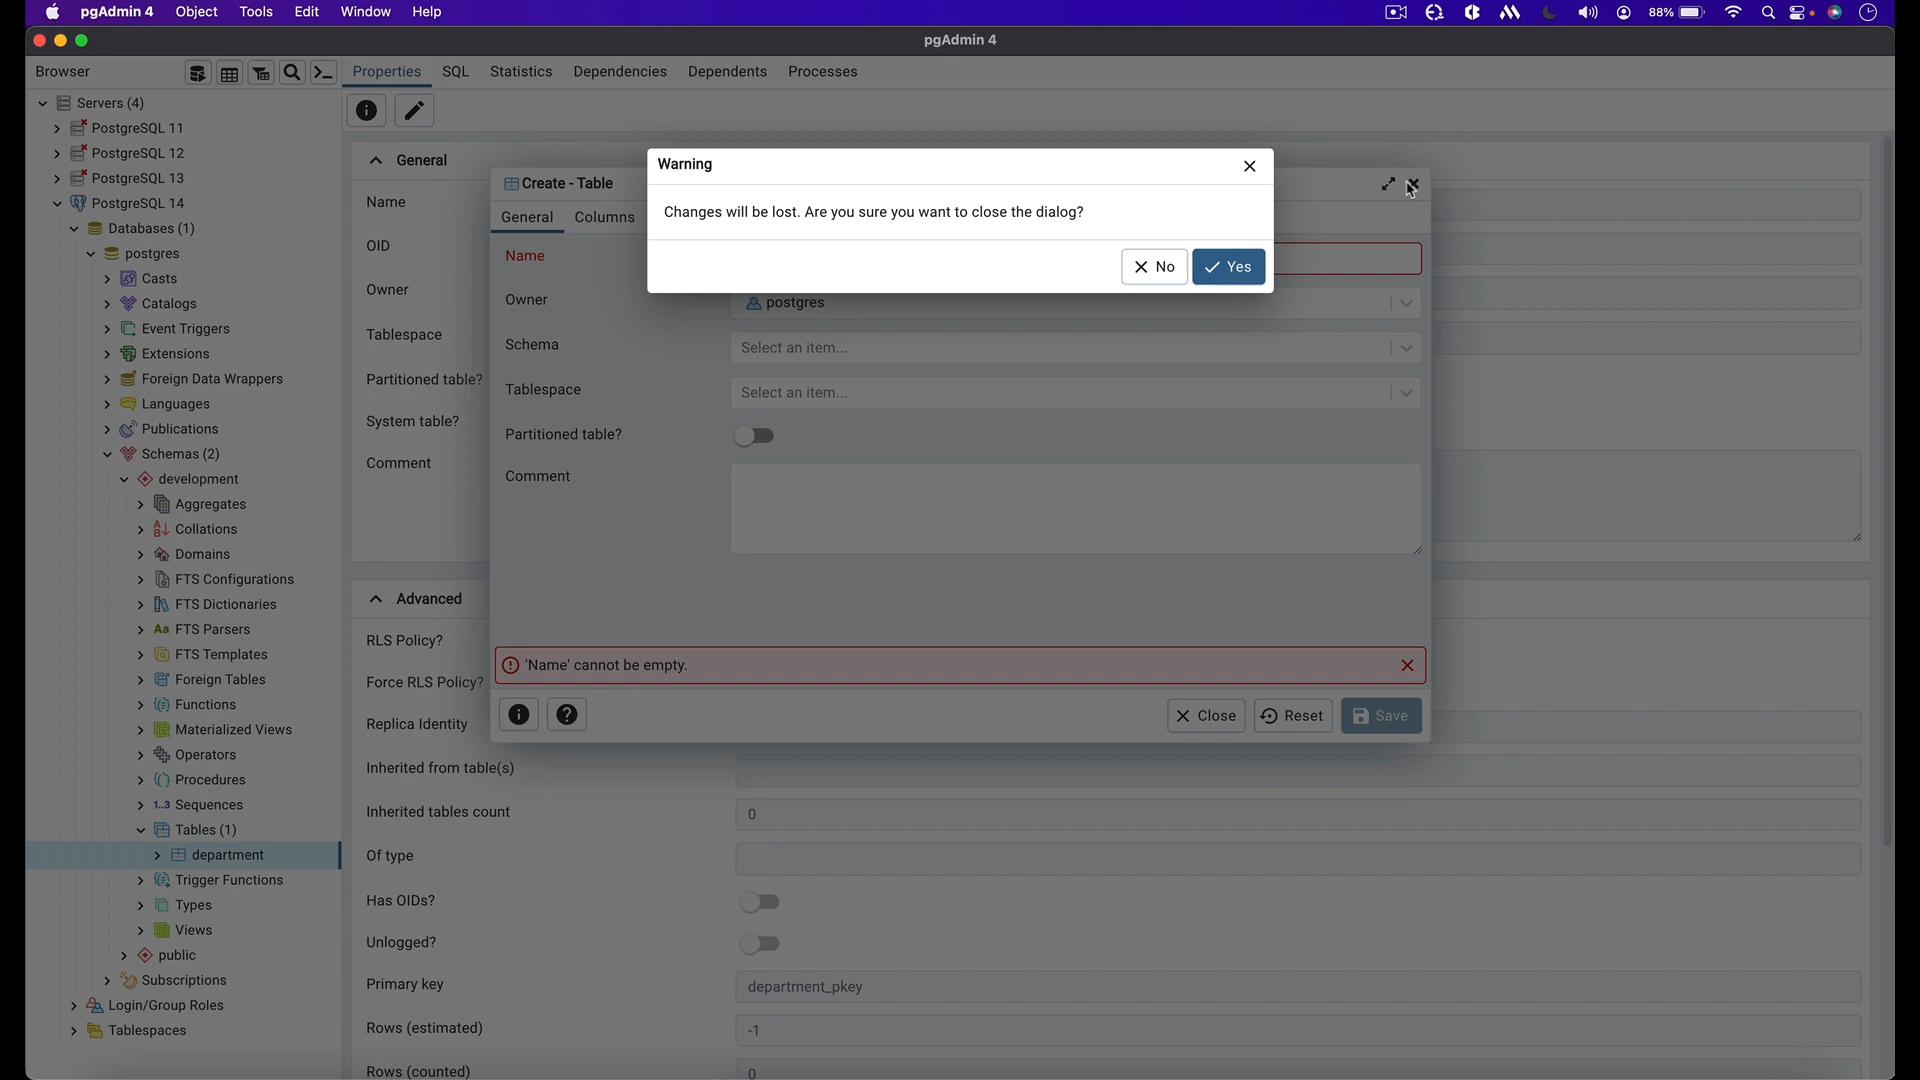 pgAdmin 4 Object Tools Edit Window Help 88%
pgAdmin 4
Browser
Properties SQL Statistics Dependencies Dependents Processes
Servers (4)
PostgreSQL 11
PostgreSQL 12
PostgreSQL 13
PostgreSQL 14
Databases (1)
postgres
Casts
Catalogs
Event Triggers
Extensions
Foreign Data Wrappers
Languages
Publications
Schemas (2)
development
Aggregates
Collations
Domains
FTS Configurations
FTS Dictionaries
FTS Parsers
FTS Templates
Foreign Tables
Functions
Materialized Views
Operators
Procedures
1..3 Sequences
Tables (1)
department
Trigger Functions
Types
Views
public
Subscriptions
Login/Group Roles
Tablespaces
General
Name
OID
Owner
Tablespace
Partitioned table?
System table?
Comment
Advanced
RLS Policy?
Force RLS Policy?
Replica Identity
Inherited from table(s)
Inherited tables count 0
Of type
Has OIDs?
Unlogged?
Primary key department_pkey
Rows (estimated) -1
Rows (counted) 0
Create - Table
General Columns
Name
Owner postgres
Schema Select an item...
Tablespace Select an item...
Partitioned table?
Comment
'Name' cannot be empty.
Close Reset Save
Warning
Changes will be lost. Are you sure you want to close the dialog?
No Yes